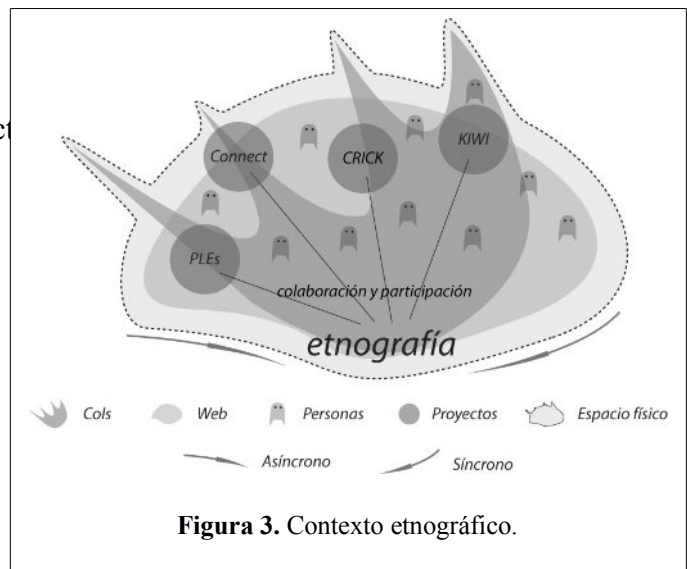 ct
Connect
CRICK
KIWI
PLEs
colaboración y participación
etnografía
Cols
Web
Personas
Proyectos
Espacio físico
Asíncrono
Síncrono
Figura 3. Contexto etnográfico.